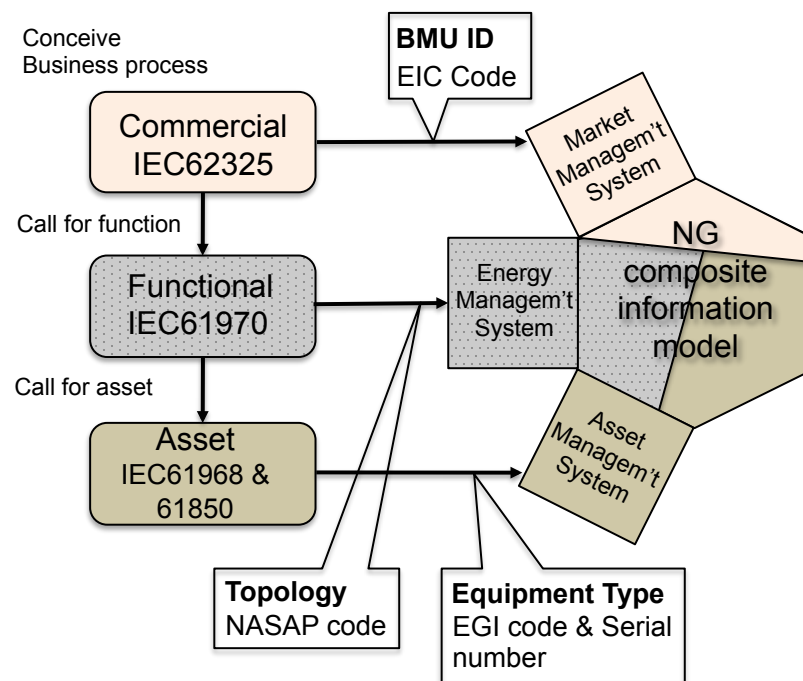 Conceive
Business process
BMU ID
EIC Code
Commercial
IEC62325
Market
Managem't
System
Call for function
NG
composite
information
model
Functional
IEC61970
Energy
Managem't
System
Call for asset
Asset
IEC61968 &
61850
Asset
Managem't
System
Topology
NASAP code
Equipment Type
EGI code & Serial
number